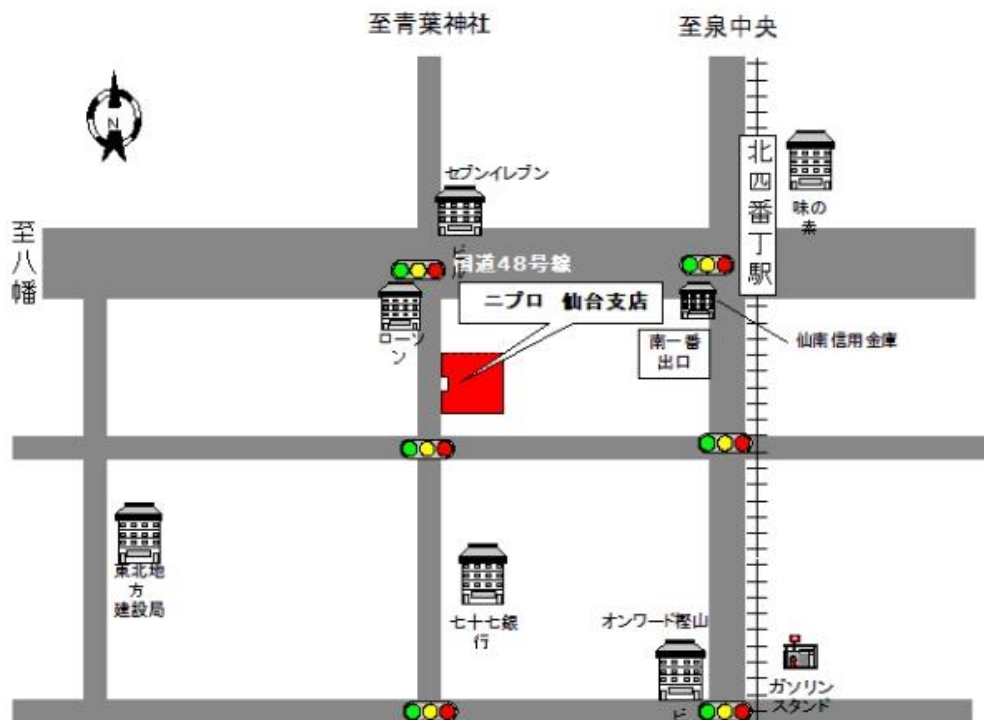 至青葉神社
至泉中央
N
セブンイレブン
ビル
北四番丁駅
味の
素
至八幡
国道48号線
ニプロ 仙台支店
ローソ
ン
南一番
出口
仙南信用金庫
東北地
方
建設局
七十七銀
行
オンワード樫山
ビ
ガソリン
スタンド